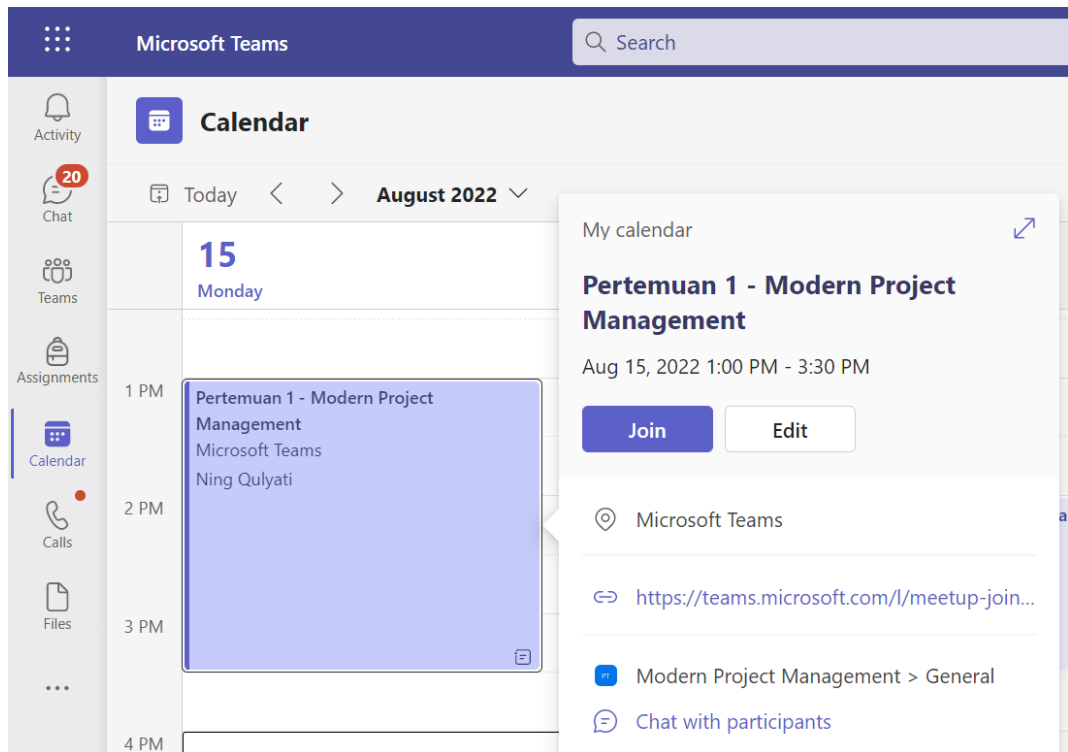 Microsoft Teams
Search
Activity
20
Chat
Teams
Assignments
Calendar
Calls
Files
Calendar
Today
August 2022
15
Monday
1 PM
2 PM
3 PM
4 PM
Pertemuan 1 - Modern Project
Management
Microsoft Teams
Ning Qulyati
My calendar
Pertemuan 1 - Modern Project
Management
Aug 15, 2022 1:00 PM - 3:30 PM
Join
Edit
Microsoft Teams
https://teams.microsoft.com/l/meetup-join...
PT
Modern Project Management > General
Chat with participants